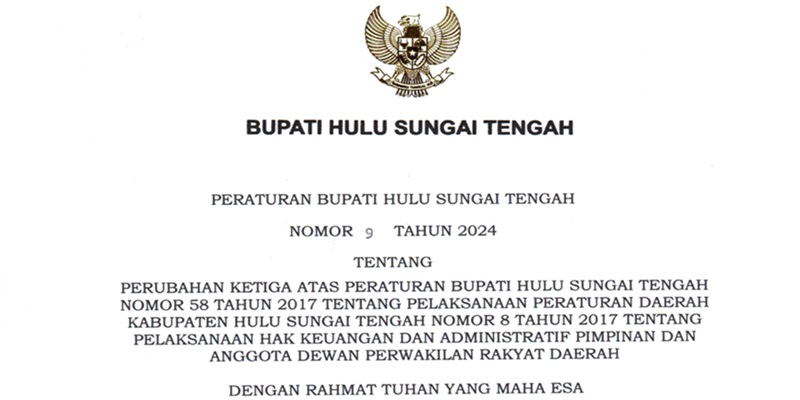 BUPATI HULU SUNGAI TENGAH
PERATURAN BUPATI HULU SUNGAI TENGAH
NOMOR 9 TAHUN 2024
TENTANG
PERUBAHAN KETIGA ATAS PERATURAN BUPATI HULU SUNGAI TENGAH
NOMOR 58 TAHUN 2017 TENTANG PELAKSANAAN PERATURAN DAERAH
KABUPATEN HULU SUNGAI TENGAH NOMOR 8 TAHUN 2017 TENTANG
PELAKSANAAN HAK KEUANGAN DAN ADMINISTRATIF PIMPINAN DAN
ANGGOTA DEWAN PERWAKILAN RAKYAT DAERAH
DENGAN RAHMAT TUHAN YANG MAHA ESA